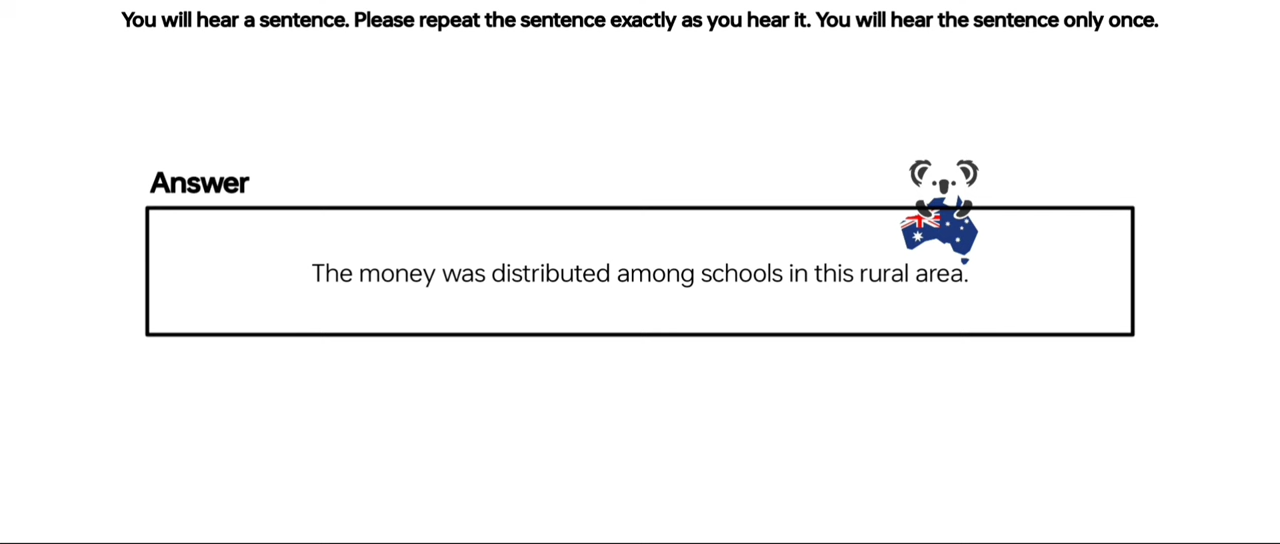 You will hear a sentence. Please repeat the sentence exactly as you hear it. You will hear the sentence only once.
Answer
The money was distributed among schools in this rural area.